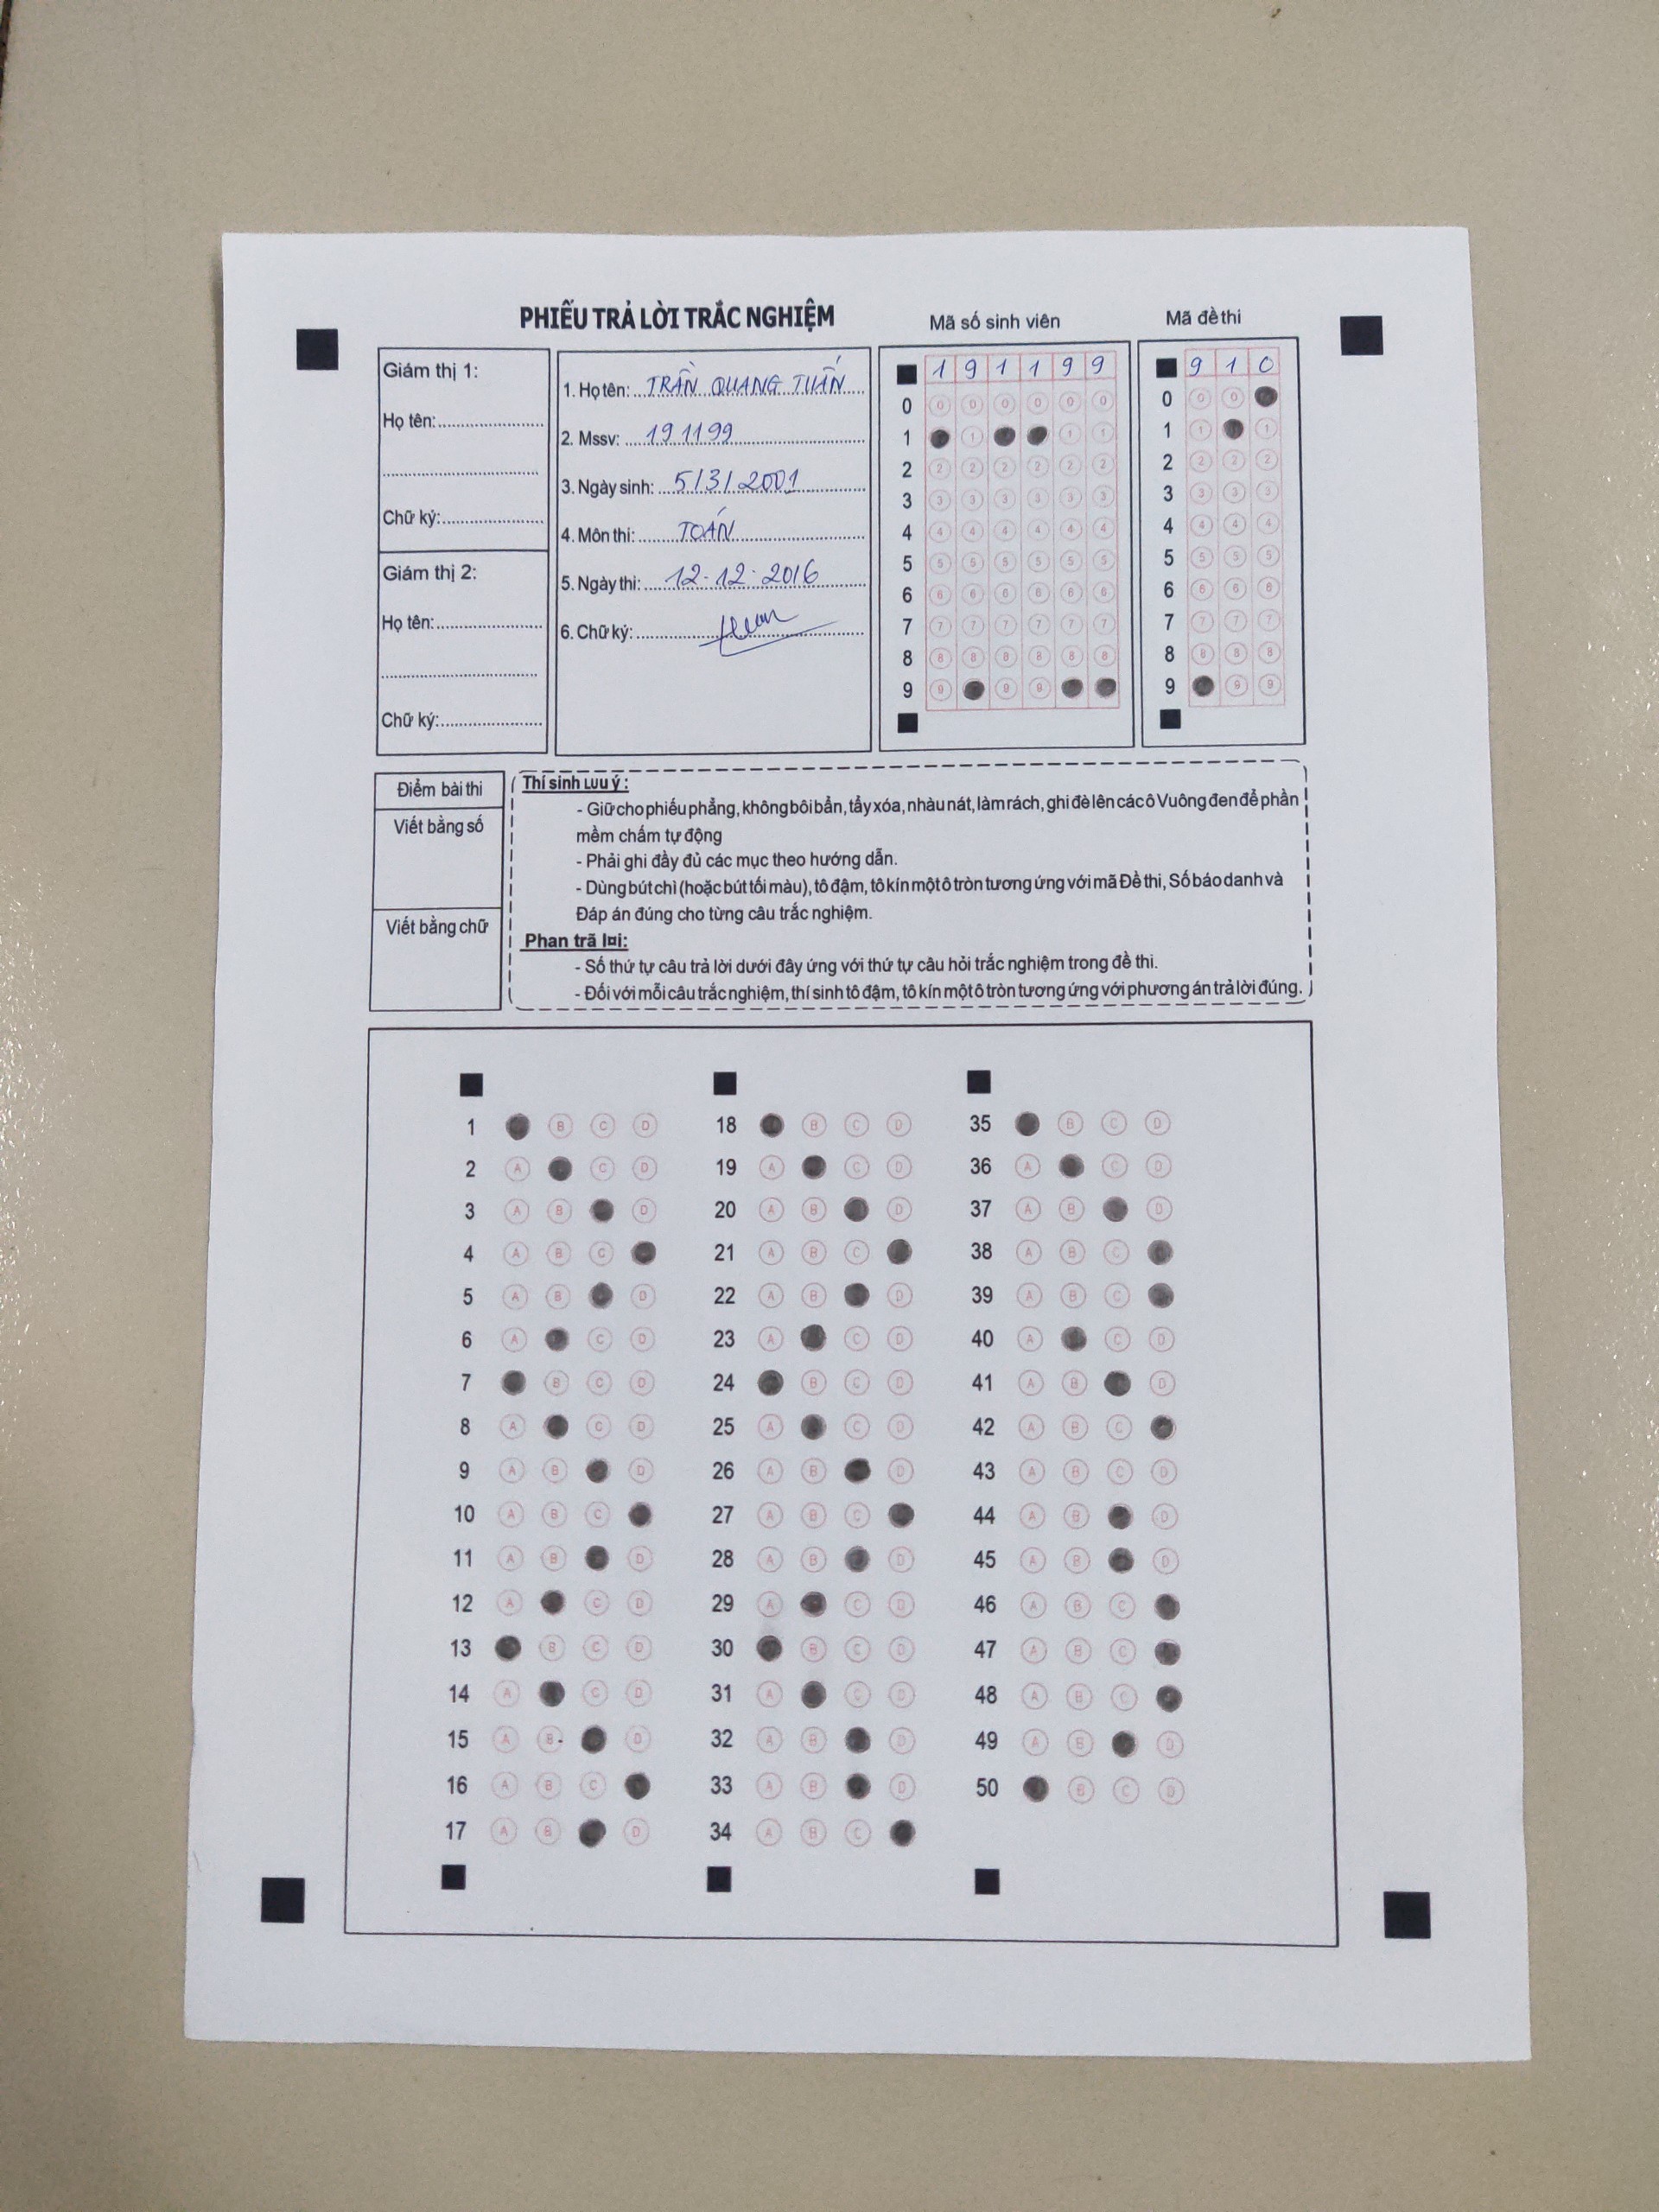 PHIẾU TRẢ LỜI TRẮC NGHIỆM
Mã số sinh viên
Mã đề thi
Giám thị 1:
Họ tên:
Chữ ký:
Giám thị 2:
Họ tên:
Chữ ký:
1. Họ tên: TRẦN QUANG TUẤN
2. Mssv: 191199
3. Ngày sinh: 5/3/2001
4. Môn thi: TOÁN
5. Ngày thi: 12.12.2016
6. Chữ ký:
1 9 1 1 9 9
0 0 0 0 0 0 0
1 1 1 1
2 2 2 2 2 2 2
3 3 3 3 3 3 3
4 4 4 4 4 4 4
5 5 5 5 5 5 5
6 6 6 6 6 6 6
7 7 7 7 7 7 7
8 8 8 8 8 8 8
9 9 9 9
9 1 0
0 0 0
1 1 1
2 2 2 2
3 3 3 3
4 4 4 4
5 5 5 5
6 6 6 6
7 7 7 7
8 8 8 8
9 9 9
Điểm bài thi
Viết bằng số
Viết bằng chữ
Thí sinh Lưu ý :
- Giữ cho phiếu phẳng, không bôi bẩn, tẩy xóa, nhàu nát, làm rách, ghi đè lên các ô Vuông đen để phần
mềm chấm tự động
- Phải ghi đầy đủ các mục theo hướng dẫn.
- Dùng bút chì (hoặc bút tối màu), tô đậm, tô kín một ô tròn tương ứng với mã Đề thi, Số báo danh và
Đáp án đúng cho từng câu trắc nghiệm.
Phan trã l¤i:
- Số thứ tự câu trả lời dưới đây ứng với thứ tự câu hỏi trắc nghiệm trong đề thi.
- Đối với mỗi câu trắc nghiệm, thí sinh tô đậm, tô kín một ô tròn tương ứng với phương án trả lời đúng.
1 B C D
2 A C D
3 A B D
4 A B C
5 A B D
6 A C D
7 B C D
8 A C D
9 A B D
10 A B C
11 A B D
12 A C D
13 B C D
14 A C D
15 A B D
16 A B C
17 A B D
18 B C D
19 A C D
20 A B D
21 A B C
22 A B D
23 A C D
24 B C D
25 A C D
26 A B D
27 A B C
28 A B D
29 A C D
30 B C D
31 A C D
32 A B D
33 A B D
34 A B C
35 B C D
36 A C D
37 A B D
38 A B C
39 A B C
40 A C D
41 A B D
42 A B C
43 A B C D
44 A B D
45 A B D
46 A B C
47 A B C
48 A B C
49 A B D
50 B C D